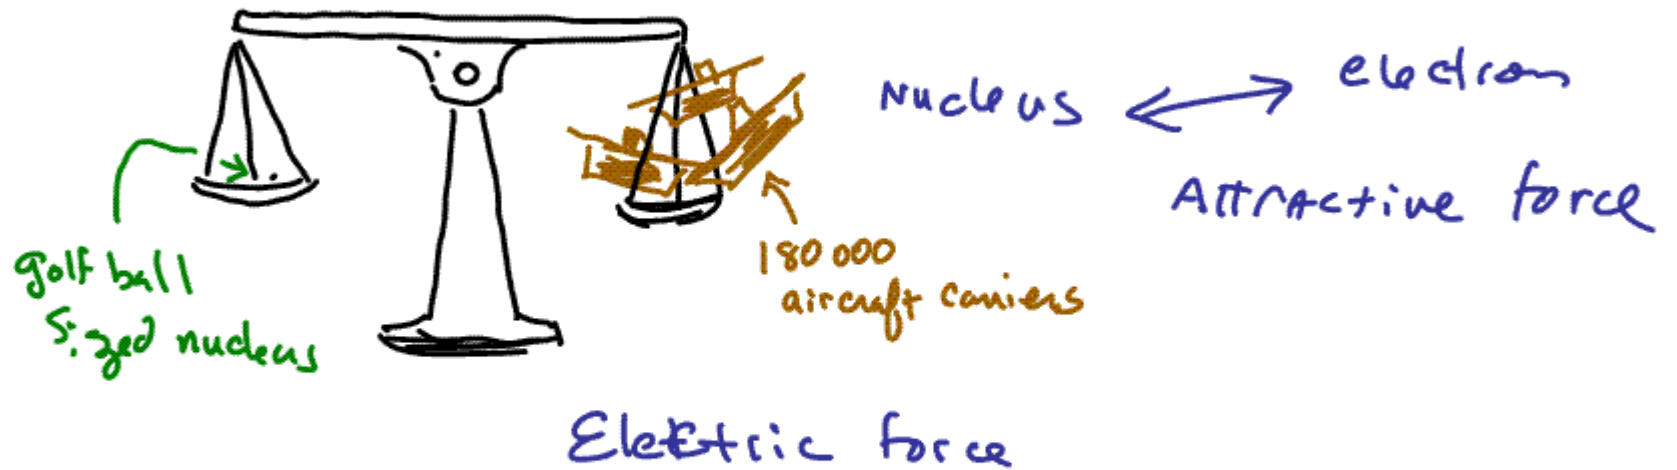 Nucleus ⟷ electron
Attractive force
golf ball
sized nucleus
180 000
aircraft carriers
Electric force